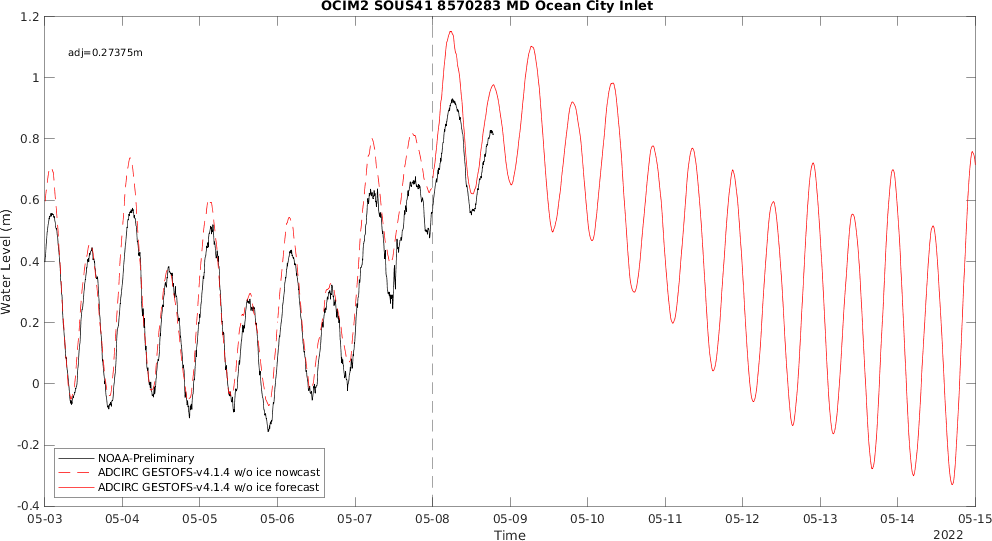 OCIM2 SOUS41 8570283 MD Ocean City Inlet
adj=0.27375m
1.2
1
0.8
0.6
0.4
0.2
0
-0.2
-0.4
Water Level (m)
NOAA-Preliminary
ADCIRC GESTOFS-v4.1.4 w/o ice nowcast
ADCIRC GESTOFS-v4.1.4 w/o ice forecast
05-03 05-04 05-05 05-06 05-07 05-08 05-09 05-10 05-11 05-12 05-13 05-14 05-15
Time
2022